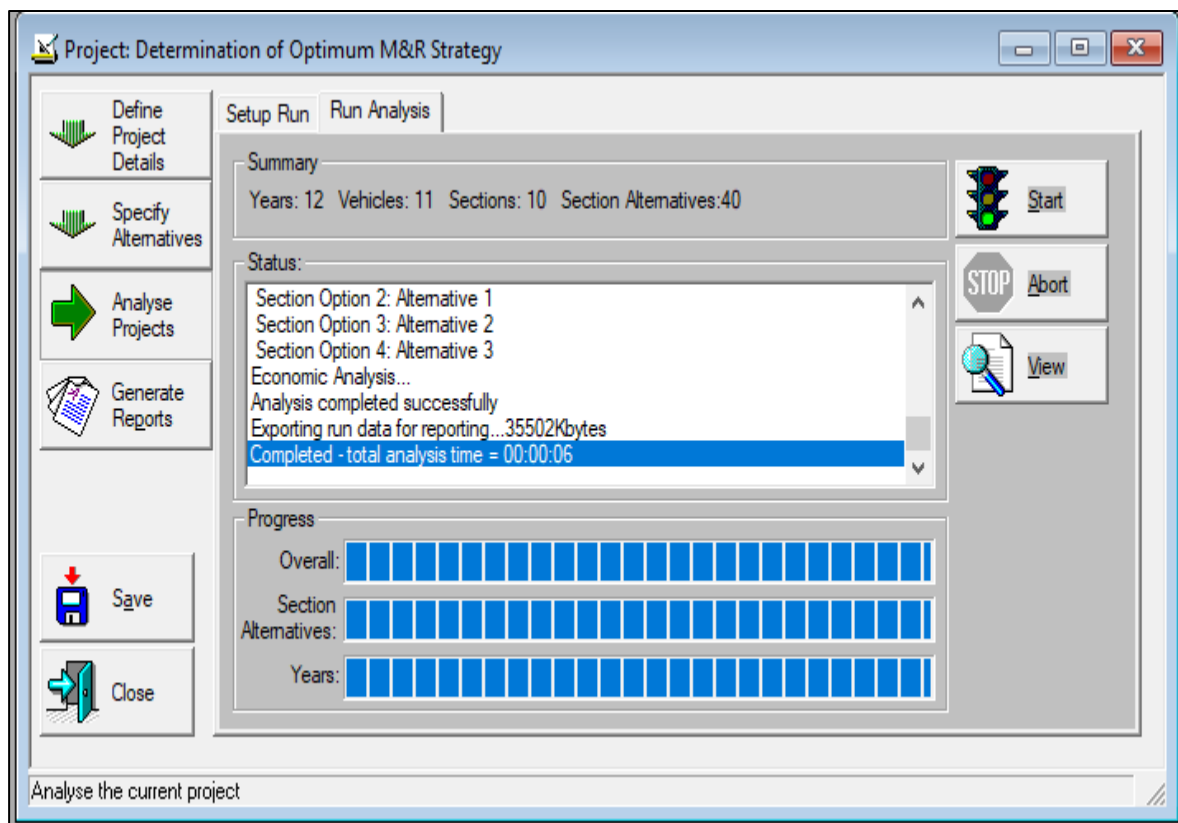 Project: Determination of Optimum M&R Strategy
Define
Project
Details
Specify
Alternatives
Analyse
Projects
Generate
Reports
Save
Close
Setup Run
Run Analysis
Summary
Years: 12 Vehicles: 11 Sections: 10 Section Alternatives:40
Status:
Section Option 2: Alternative 1
Section Option 3: Alternative 2
Section Option 4: Alternative 3
Economic Analysis...
Analysis completed successfully
Exporting run data for reporting...35502Kbytes
Completed - total analysis time = 00:00:06
Progress
Overall:
Section
Alternatives:
Years:
Start
STOP
Abort
View
Analyse the current project